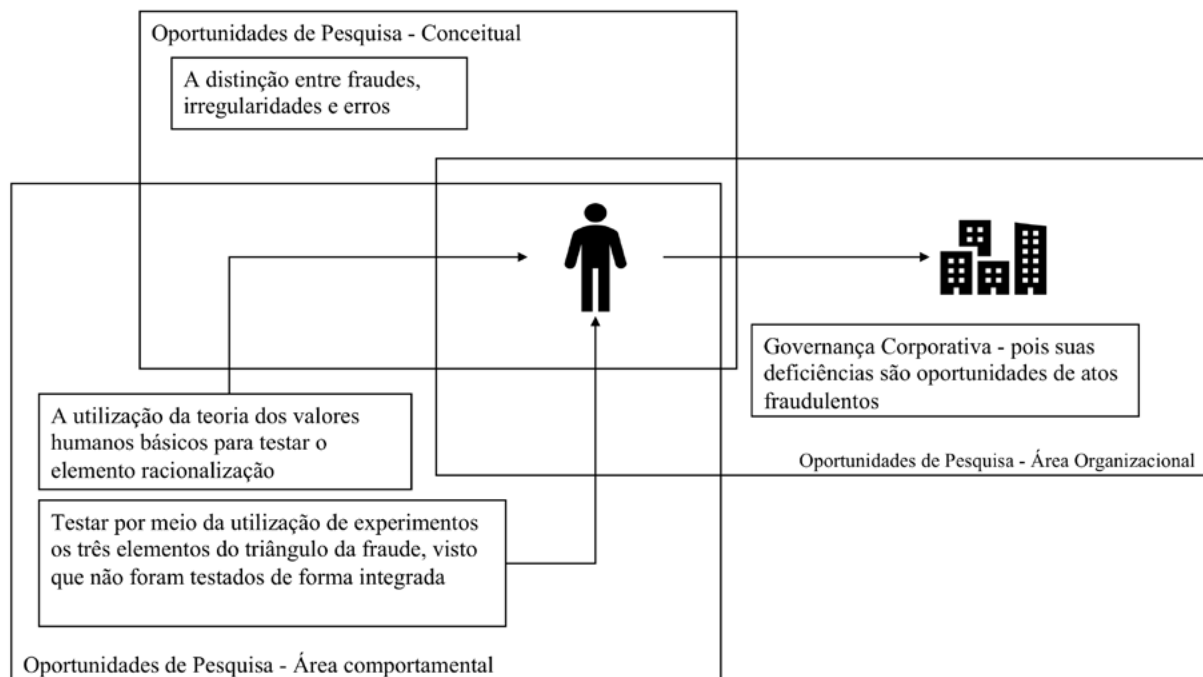 Oportunidades de Pesquisa - Conceitual
A distinção entre fraudes,
irregularidades e erros
A utilização da teoria dos valores
humanos básicos para testar o
elemento racionalização
Testar por meio da utilização de experimentos
os três elementos do triângulo da fraude, visto
que não foram testados de forma integrada
Oportunidades de Pesquisa - Área comportamental
Governança Corporativa - pois suas
deficiências são oportunidades de atos
fraudulentos
Oportunidades de Pesquisa - Área Organizacional